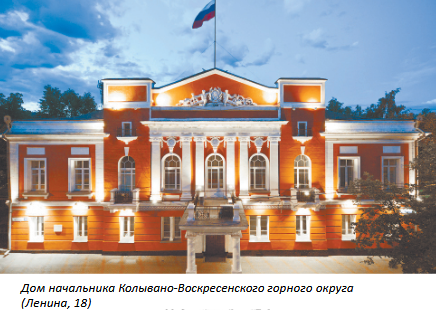 Дом начальника Колывано-Воскресенского горного округа
(Ленина, 18)